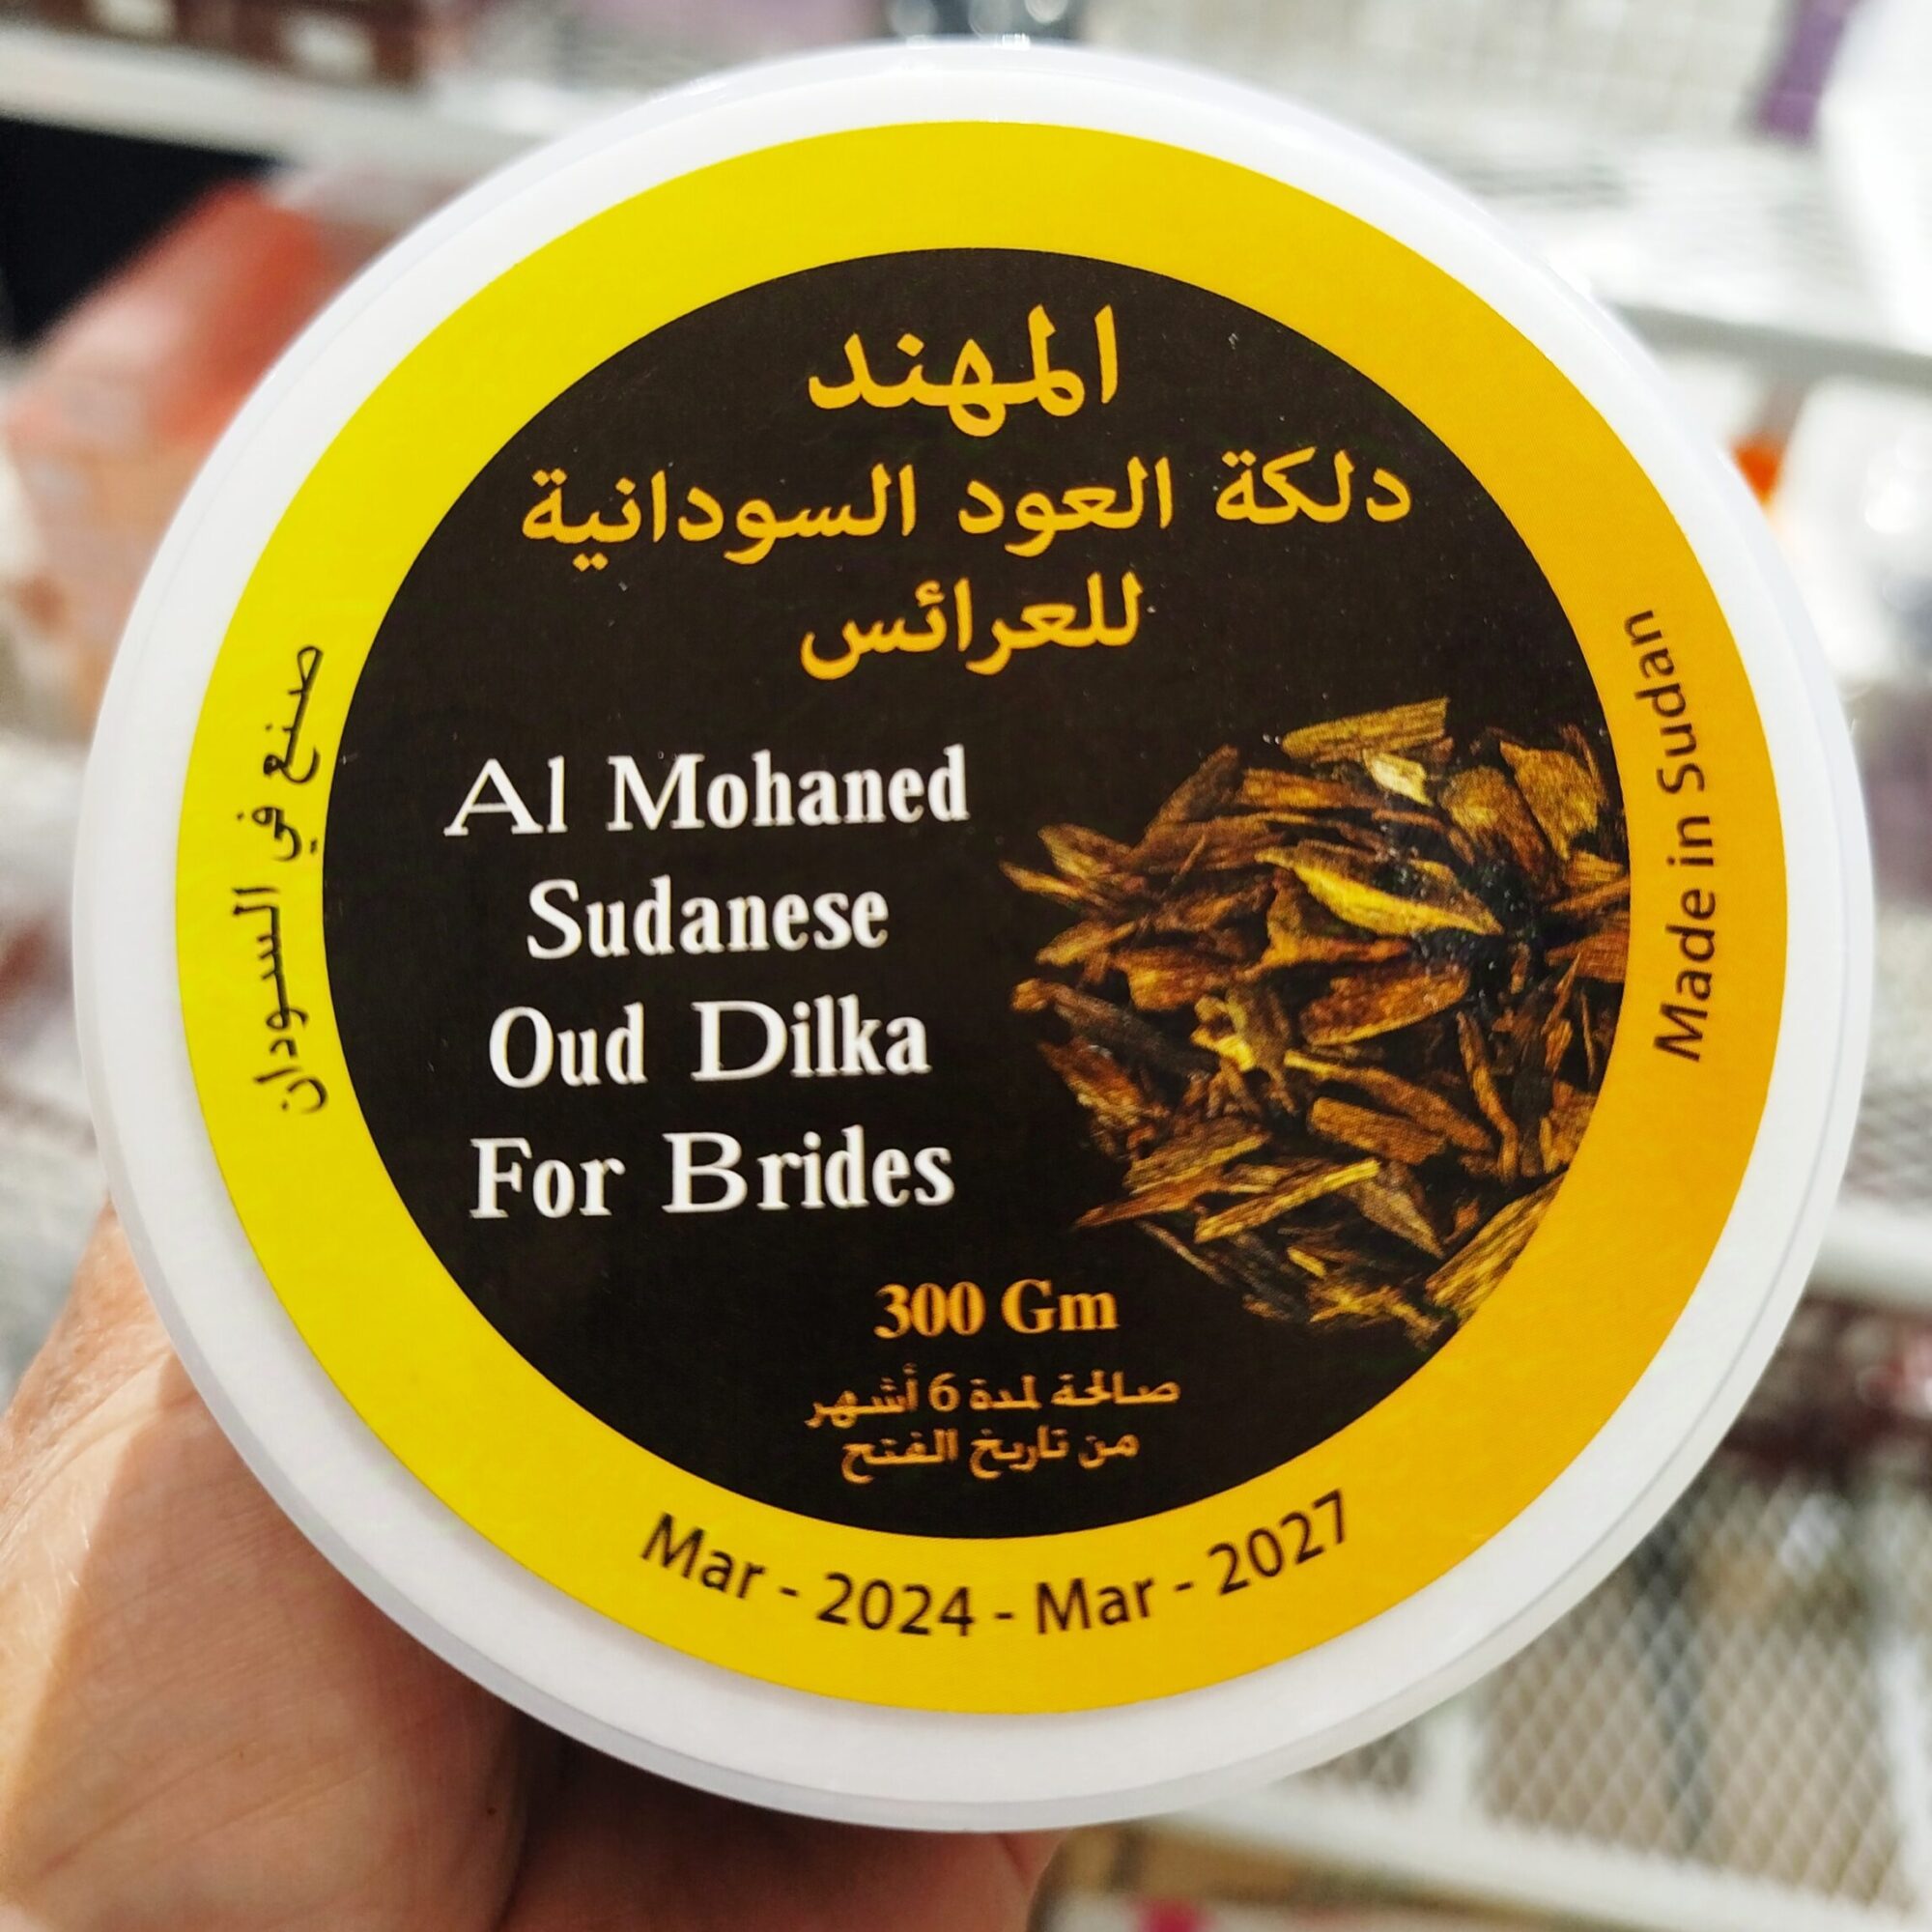 المهند
دلكة العود السودانية
للعرائس
Al Mohaned
Sudanese
Oud Dilka
For Brides
300 Gm
صالحة لمدة 6 أشهر
من تاريخ الفتح
صنع في السودان
Made in Sudan
Mar - 2024 - Mar - 2027